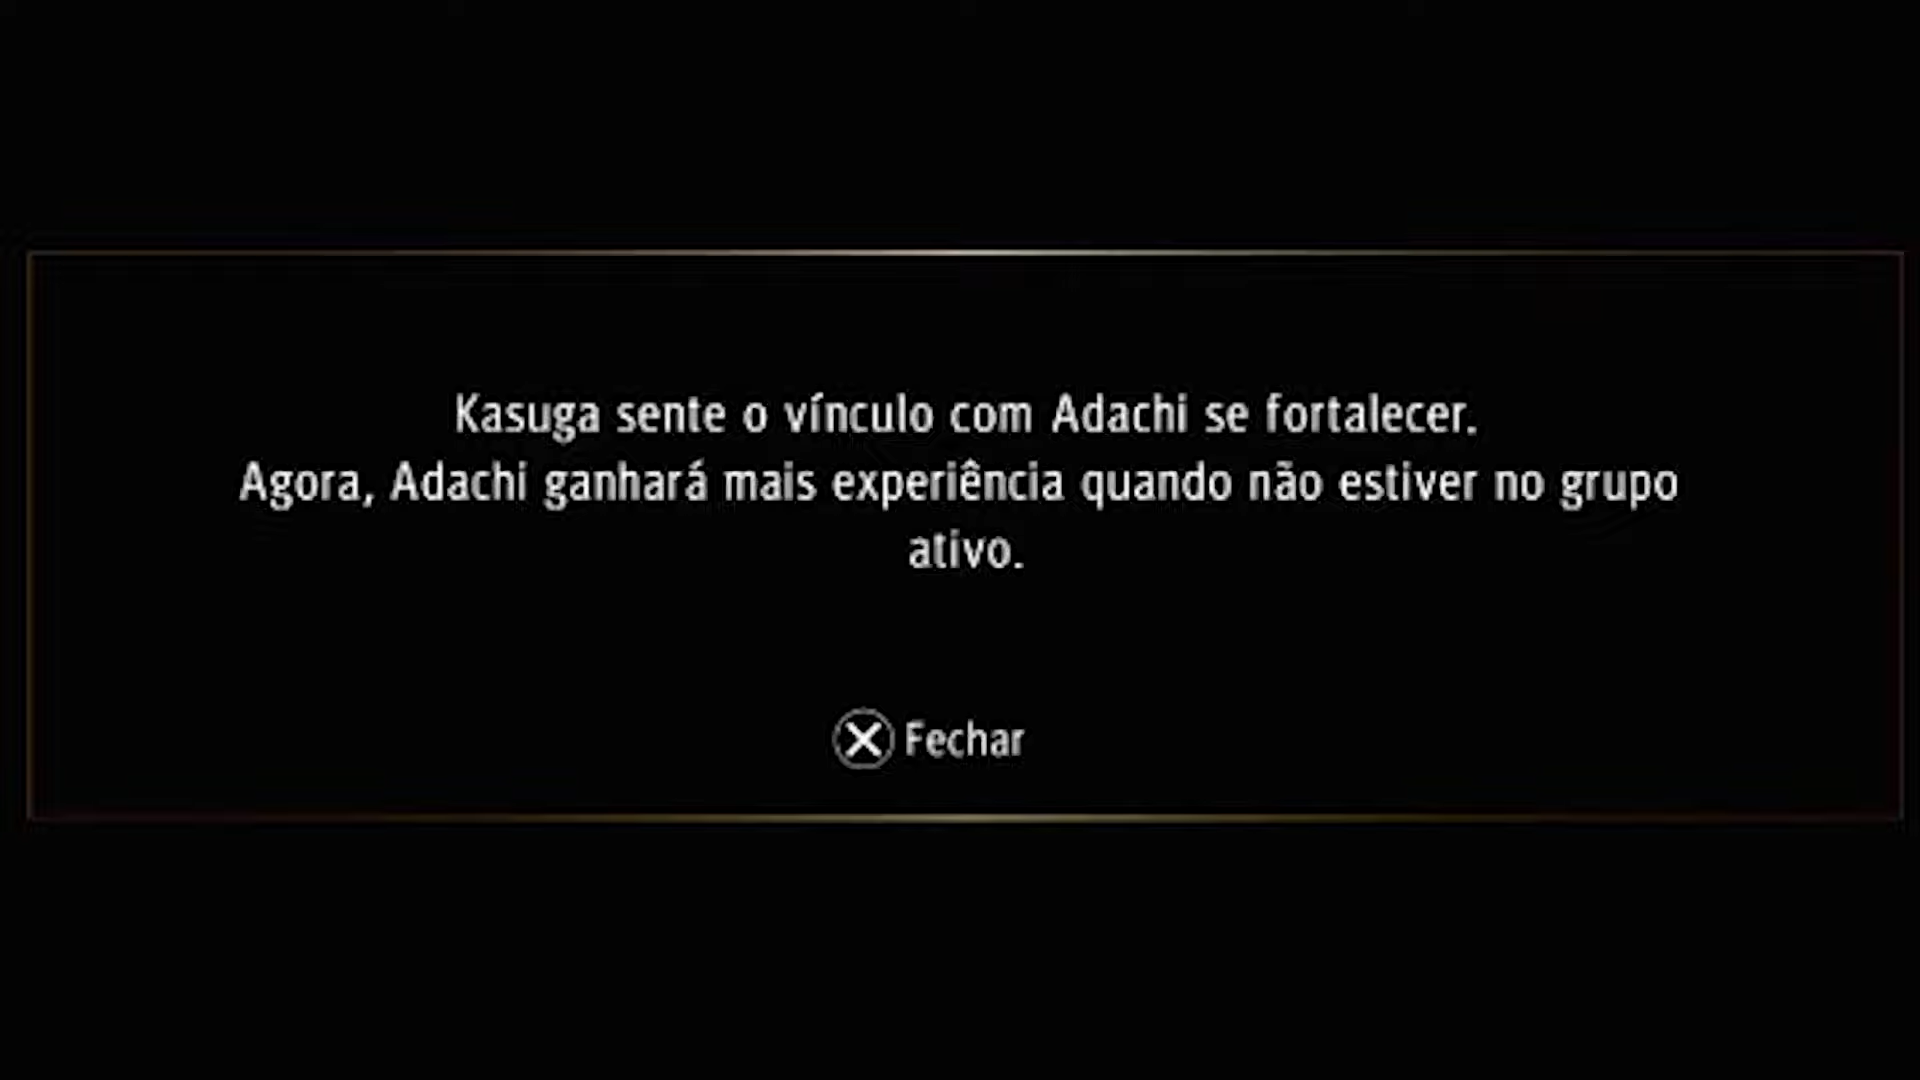 Kasuga sente o vínculo com Adachi se fortalecer.
Agora, Adachi ganhará mais experiência quando não estiver no grupo
ativo.
Fechar